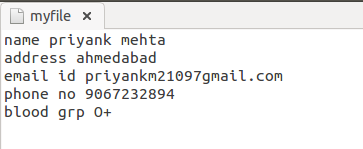 myfile
name priyank mehta
address ahmedabad
email id priyankm21097gmail.com
phone no 9067232894
blood grp O+